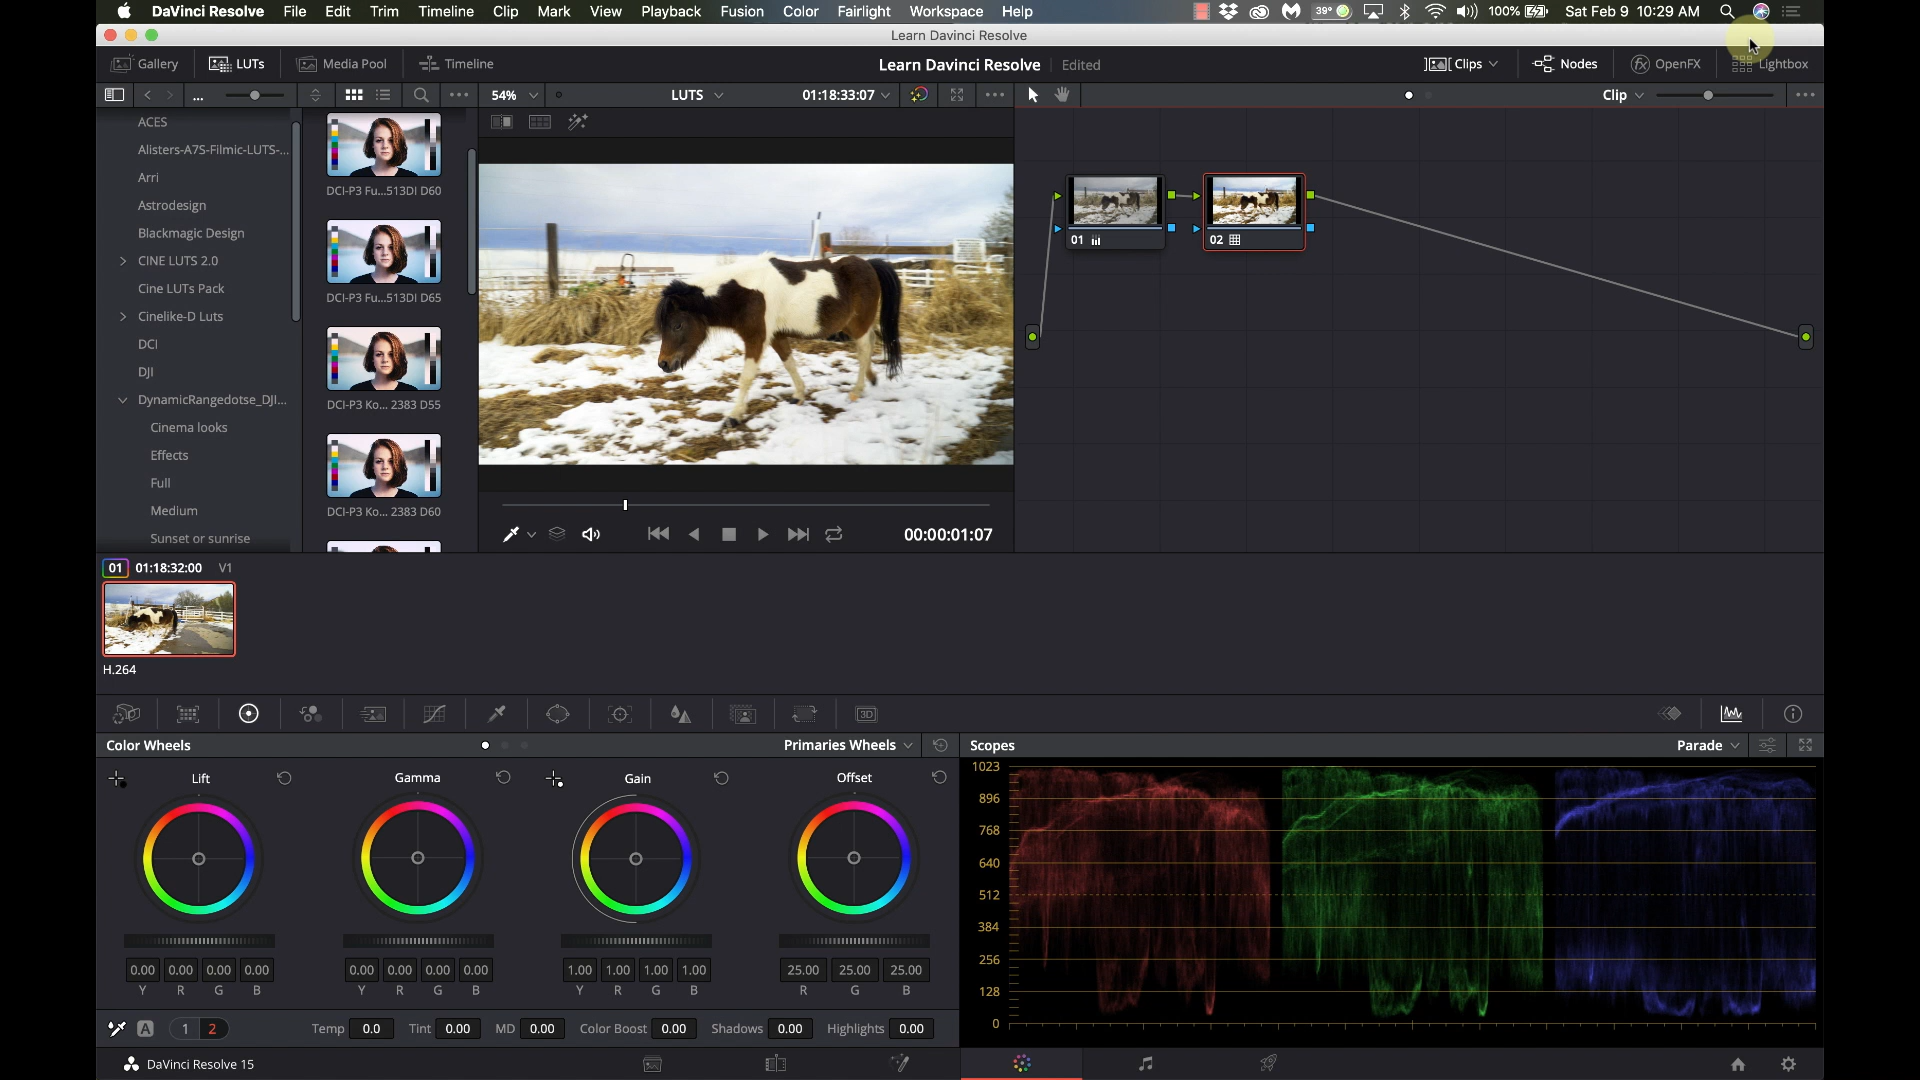 DaVinci Resolve File Edit Trim Timeline Clip Mark View Playback Fusion Color Fairlight Workspace Help 39° 100% Sat Feb 9 10:29 AM
Learn Davinci Resolve
Gallery LUTs Media Pool Timeline Learn Davinci Resolve Edited Clips Nodes OpenFX Lightbox
... 54% LUTS 01:18:33:07 Clip
ACES
Alisters-A7S-Filmic-LUTS-...
Arri
Astrodesign
Blackmagic Design
CINE LUTS 2.0
Cine LUTs Pack
Cinelike-D Luts
DCI
DJI
DynamicRangedotse_DJI...
Cinema looks
Effects
Full
Medium
Sunset or sunrise
DCI-P3 Fu...513DI D60
DCI-P3 Fu...513DI D65
DCI-P3 Ko... 2383 D55
DCI-P3 Ko... 2383 D60
00:00:01:07
01
02
01 01:18:32:00 V1
H.264
3D
Color Wheels Primaries Wheels
Lift Gamma Gain Offset
0.00 0.00 0.00 0.00 0.00 0.00 0.00 0.00 1.00 1.00 1.00 1.00 25.00 25.00 25.00
Y R G B Y R G B Y R G B R G B
A 1 2 Temp 0.0 Tint 0.00 MD 0.00 Color Boost 0.00 Shadows 0.00 Highlights 0.00
Scopes Parade
1023
896
768
640
512
384
256
128
0
DaVinci Resolve 15